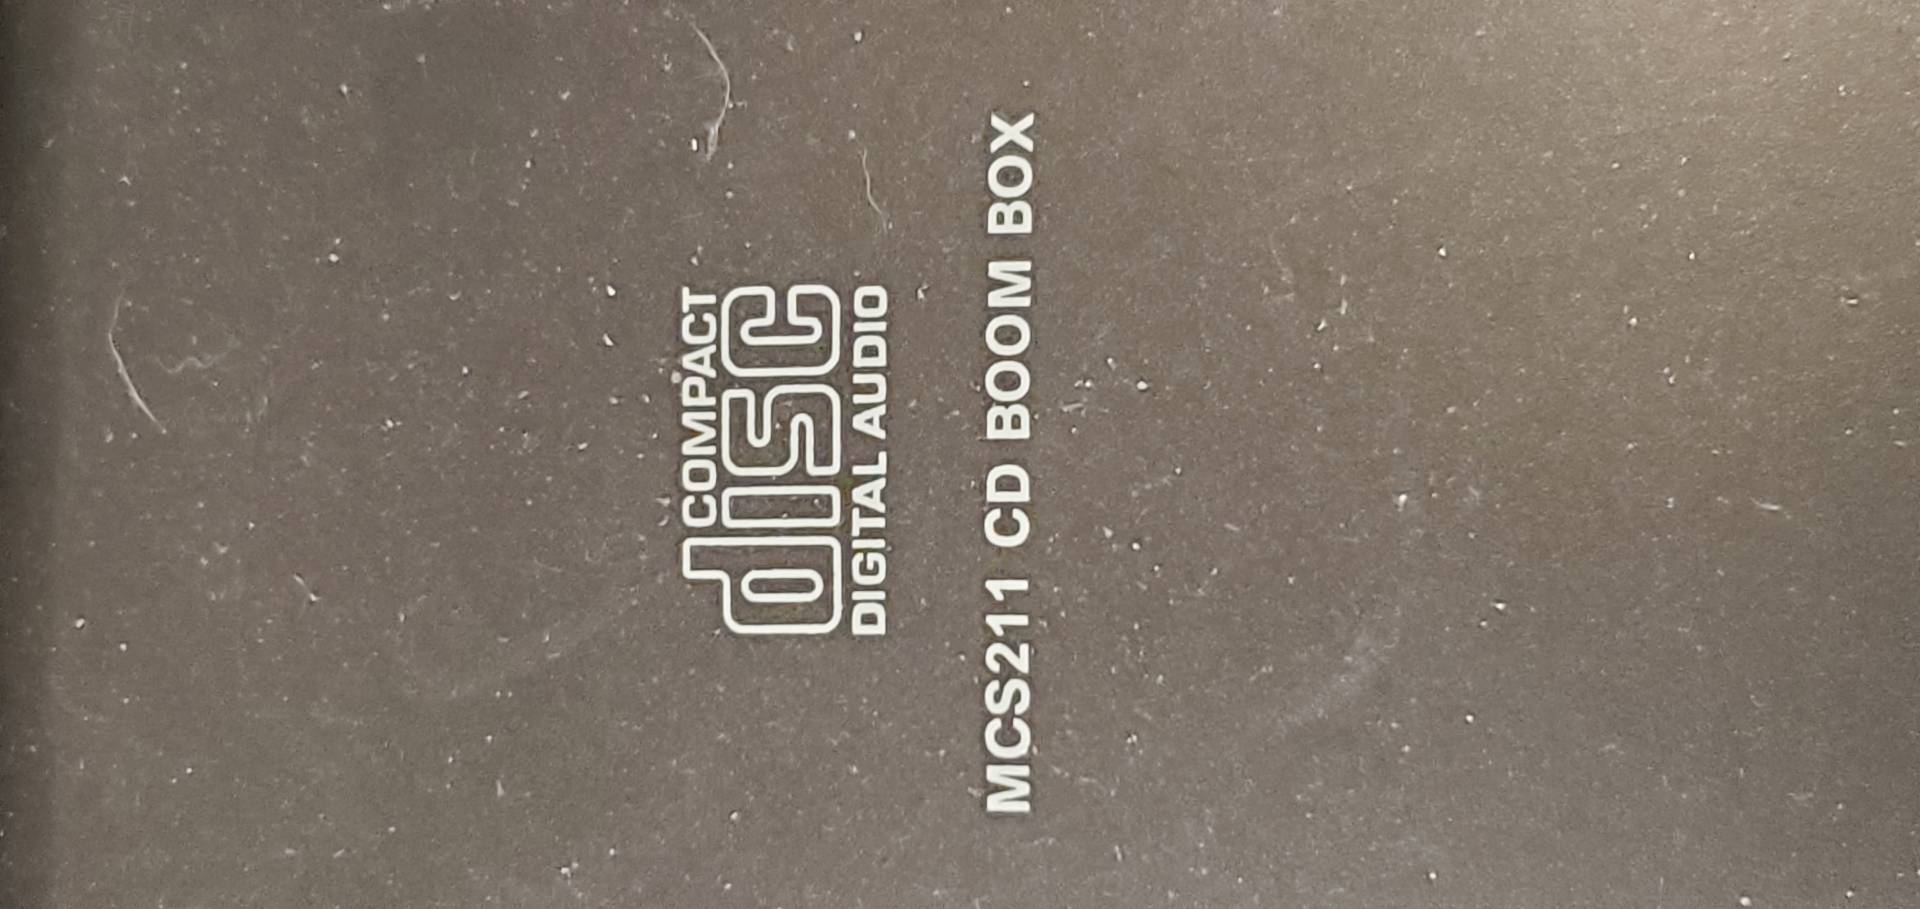 COMPACT
disc
DIGITAL AUDIO
MCS211 CD BOOM BOX